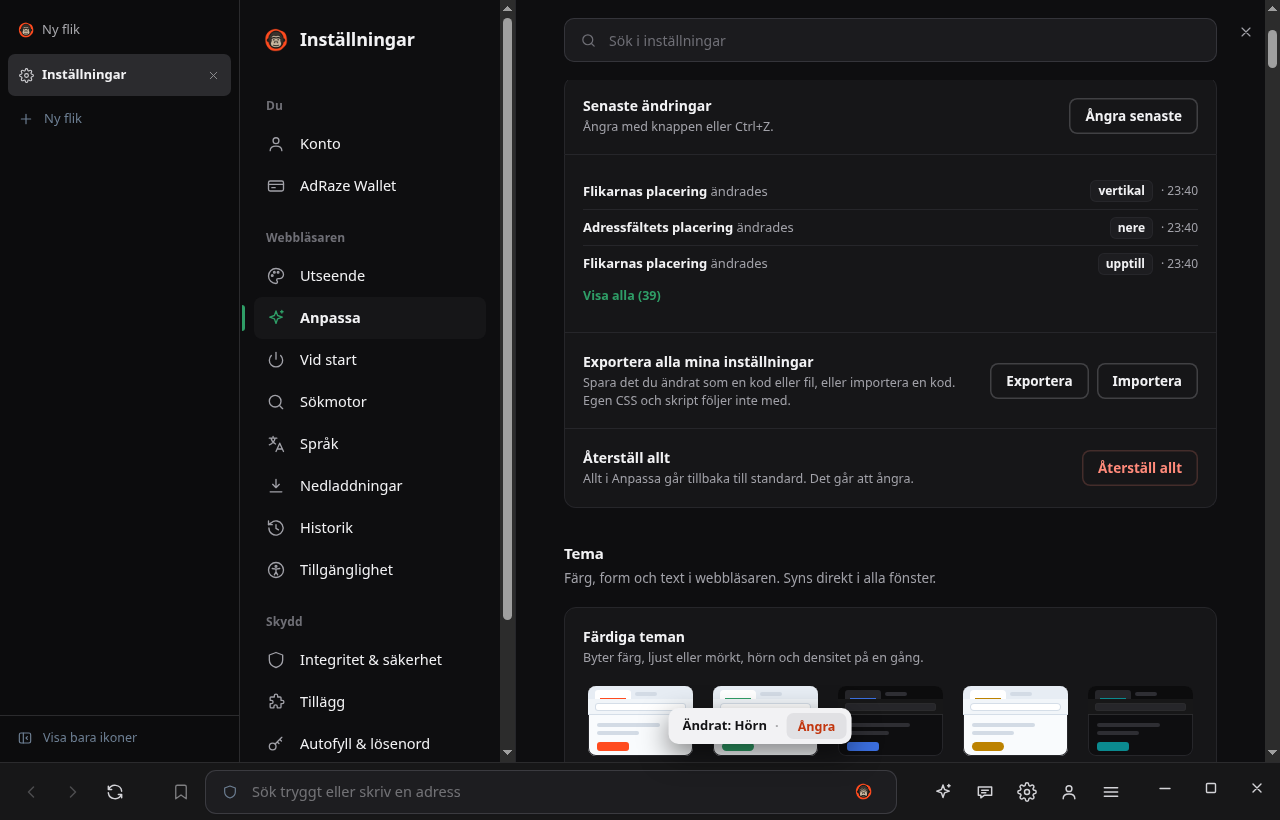 Ny flik
Inställningar
Ny flik
Visa bara ikoner
Inställningar
Du
Konto
AdRaze Wallet
Webbläsaren
Utseende
Anpassa
Vid start
Sökmotor
Språk
Nedladdningar
Historik
Tillgänglighet
Skydd
Integritet & säkerhet
Tillägg
Autofyll & lösenord
Sök i inställningar
Senaste ändringar
Ångra med knappen eller Ctrl+Z.
Ångra senaste
Flikarnas placering ändrades vertikal · 23:40
Adressfältets placering ändrades nere · 23:40
Flikarnas placering ändrades upptill · 23:40
Visa alla (39)
Exportera alla mina inställningar
Spara det du ändrat som en kod eller fil, eller importera en kod.
Egen CSS och skript följer inte med.
Exportera Importera
Återställ allt
Allt i Anpassa går tillbaka till standard. Det går att ångra.
Återställ allt
Tema
Färg, form och text i webbläsaren. Syns direkt i alla fönster.
Färdiga teman
Byter färg, ljust eller mörkt, hörn och densitet på en gång.
Ändrat: Hörn · Ångra
Sök tryggt eller skriv en adress